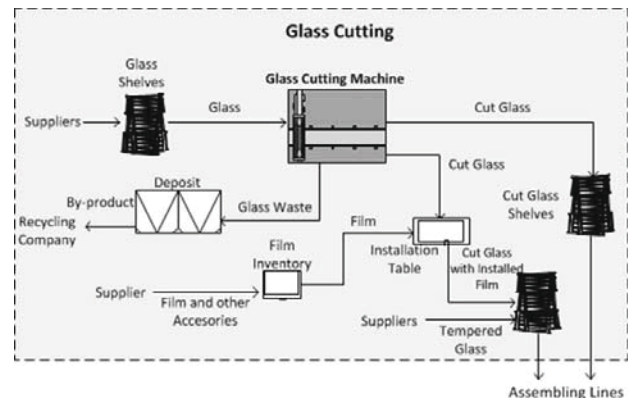 Glass Cutting
Glass
Shelves
Glass Cutting Machine
Suppliers
Glass
Cut Glass
Cut Glass
Deposit
By-product
Glass Waste
Recycling
Company
Film
Film
Inventory
Installation
Table
Cut Glass
Shelves
Cut Glass
with Installed
Film
Supplier
Film and other
Accesories
Suppliers
Tempered
Glass
Assembling Lines